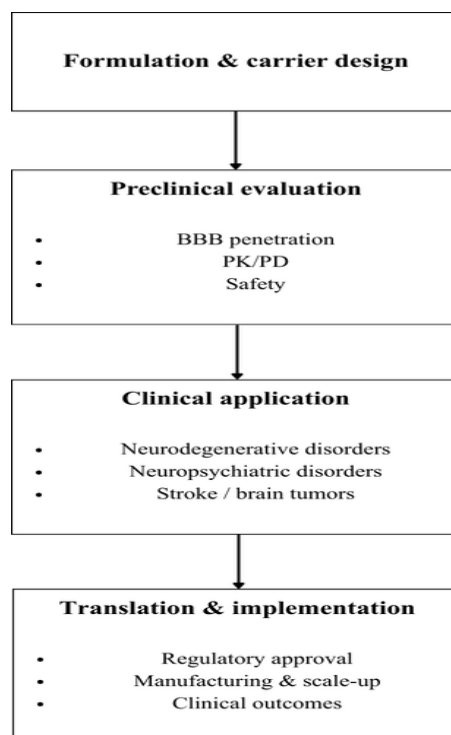 Formulation & carrier design
Preclinical evaluation
• BBB penetration
• PK/PD
• Safety
Clinical application
• Neurodegenerative disorders
• Neuropsychiatric disorders
• Stroke / brain tumors
Translation & implementation
• Regulatory approval
• Manufacturing & scale-up
• Clinical outcomes